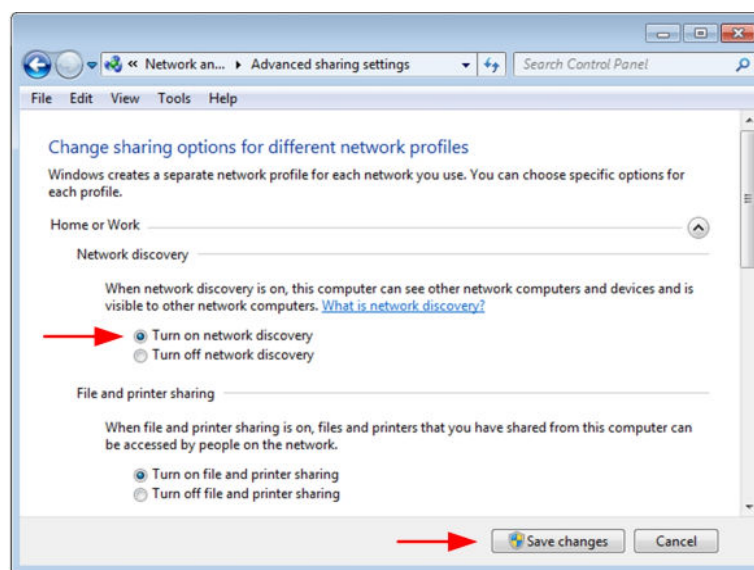 « Network an... ▸ Advanced sharing settings
Search Control Panel
File Edit View Tools Help
Change sharing options for different network profiles
Windows creates a separate network profile for each network you use. You can choose specific options for
each profile.
Home or Work
Network discovery
When network discovery is on, this computer can see other network computers and devices and is
visible to other network computers. What is network discovery?
Turn on network discovery
Turn off network discovery
File and printer sharing
When file and printer sharing is on, files and printers that you have shared from this computer can
be accessed by people on the network.
Turn on file and printer sharing
Turn off file and printer sharing
Save changes Cancel